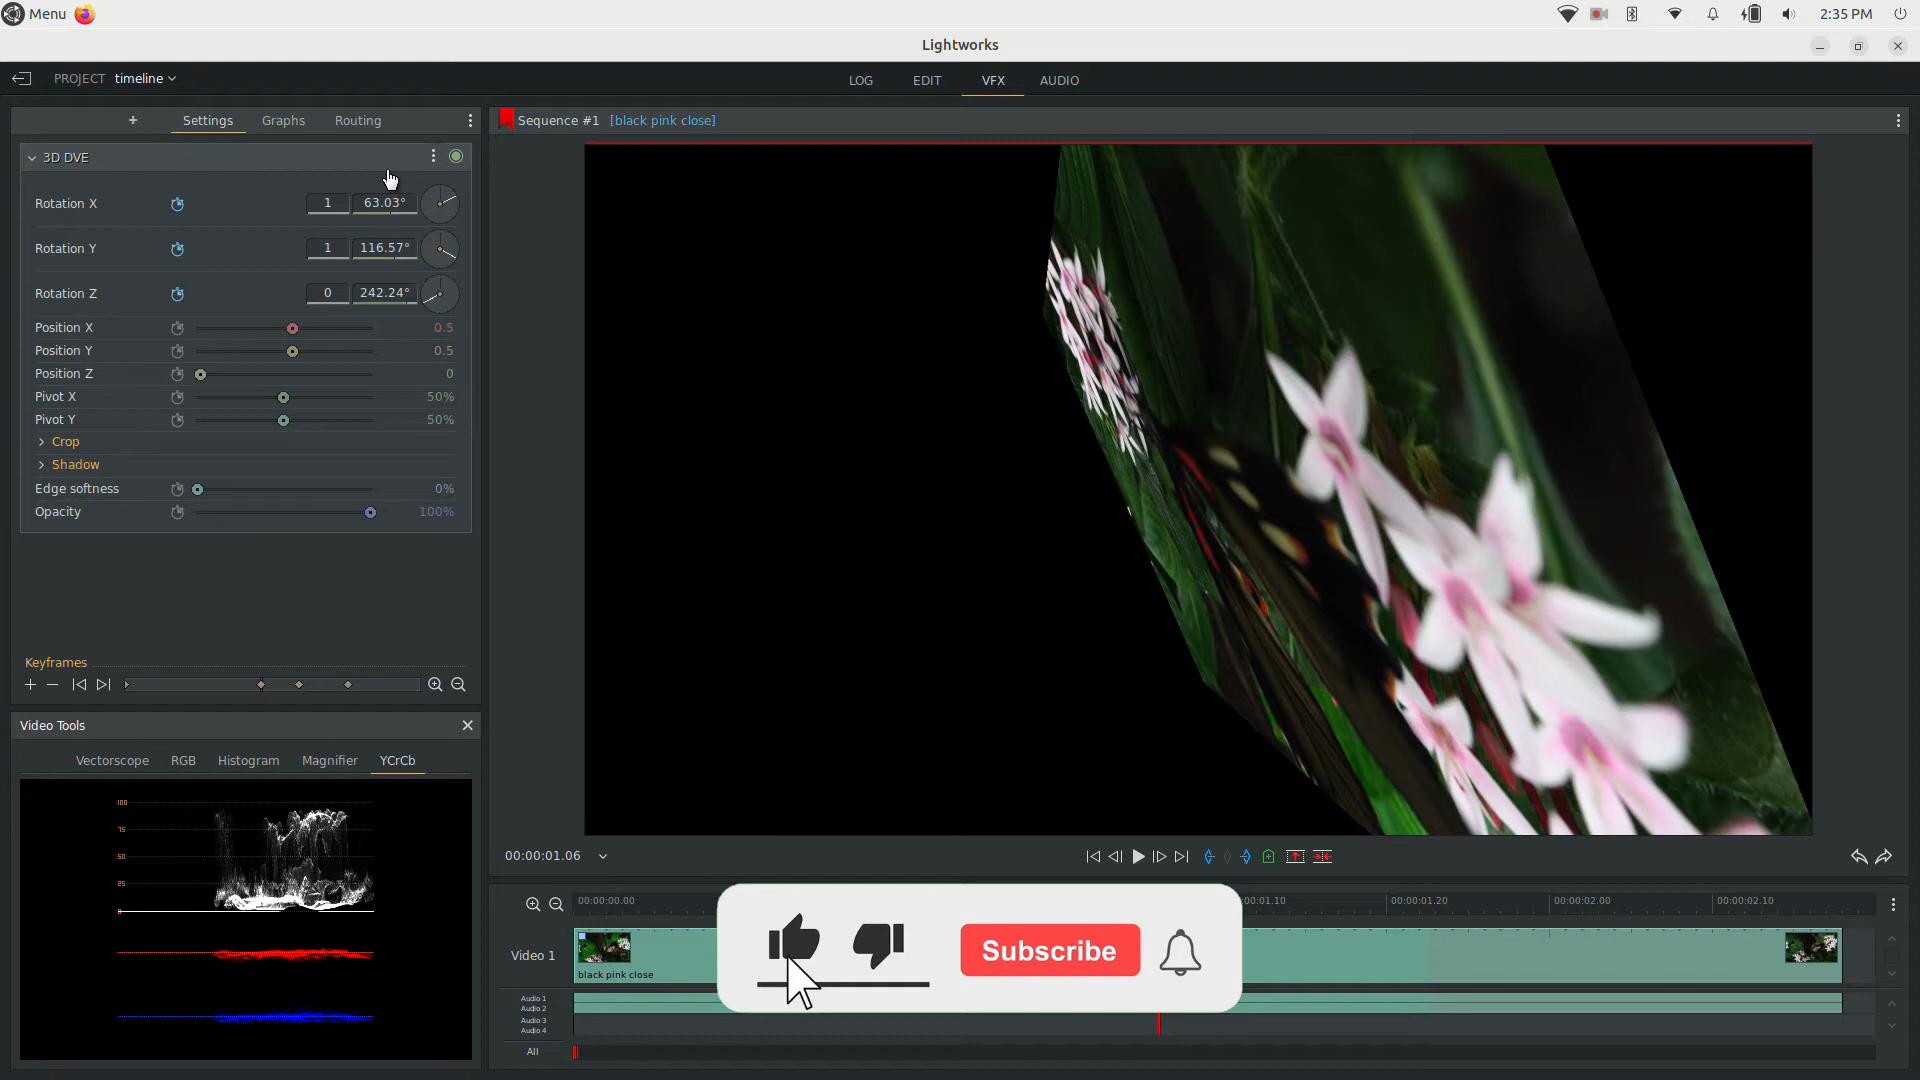 Menu
2:35 PM
Lightworks
PROJECT timeline
LOG EDIT VFX AUDIO
+ Settings Graphs Routing
Sequence #1 [black pink close]
3D DVE
Rotation X 1 63.03°
Rotation Y 1 116.57°
Rotation Z 0 242.24°
Position X 0.5
Position Y 0.5
Position Z 0
Pivot X 50%
Pivot Y 50%
Crop
Shadow
Edge softness 0%
Opacity 100%
Keyframes
Video Tools
Vectorscope RGB Histogram Magnifier YCrCb
100
75
50
25
0
00:00:01.06
00:00:00.00
00:01.10 00:00:01.20 00:00:02.00 00:00:02.10
Video 1
black pink close
Subscribe
Audio 1
Audio 2
Audio 3
Audio 4
All